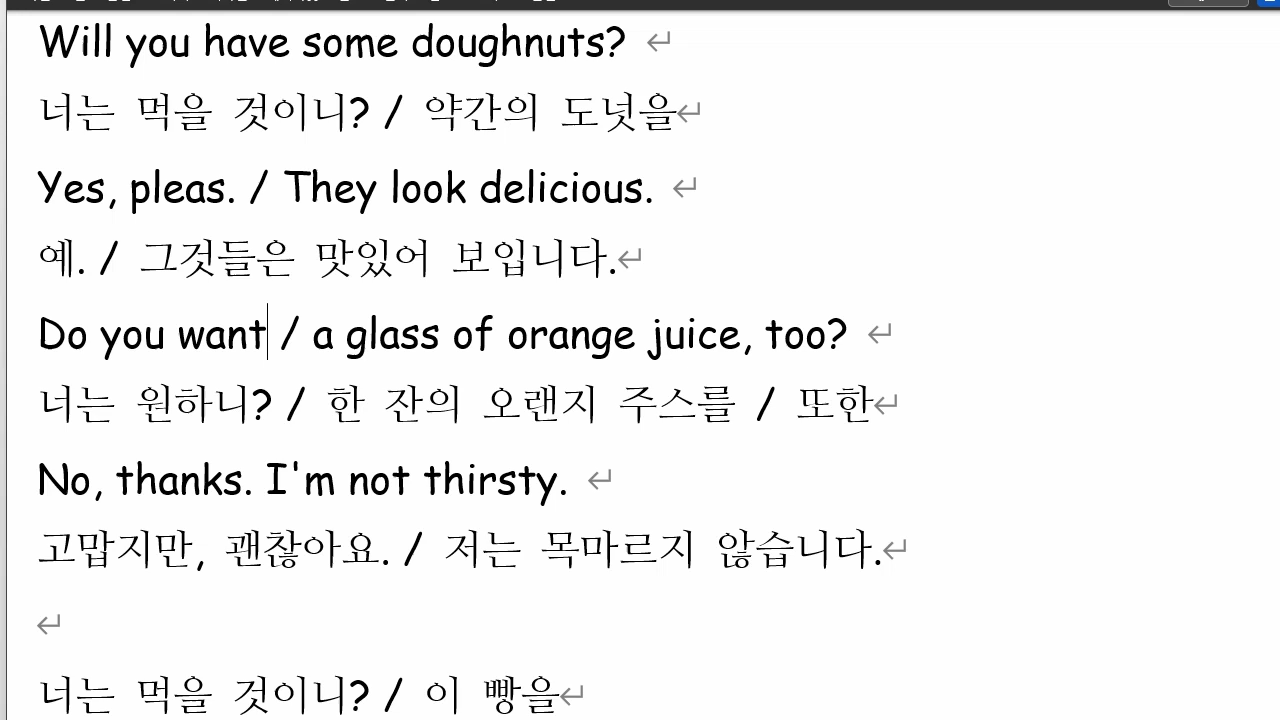 Will you have some doughnuts? ↵
너는 먹을 것이니? / 약간의 도넛을↵
Yes, pleas. / They look delicious. ↵
예. / 그것들은 맛있어 보입니다.↵
Do you want / a glass of orange juice, too? ↵
너는 원하니? / 한 잔의 오랜지 주스를 / 또한↵
No, thanks. I'm not thirsty. ↵
고맙지만, 괜찮아요. / 저는 목마르지 않습니다.↵
↵
너는 먹을 것이니? / 이 빵을↵